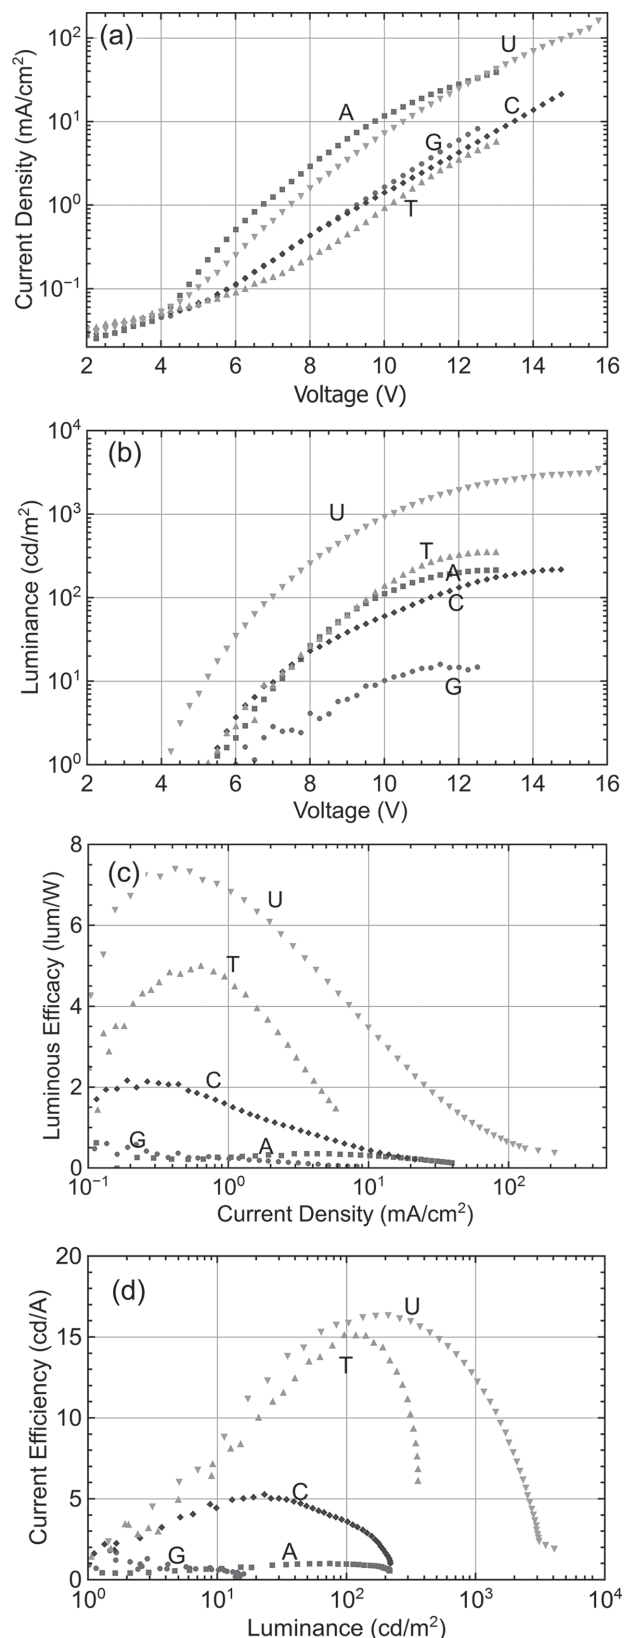 (a)
U
A
C
G
T
10²
10¹
10⁰
10⁻¹
Current Density (mA/cm²)
2 4 6 8 10 12 14 16
Voltage (V)
(b)
U
T
A
C
G
10⁴
10³
10²
10¹
10⁰
Luminance (cd/m²)
2 4 6 8 10 12 14 16
Voltage (V)
(c)
U
T
C
G
A
8
6
4
2
0
Luminous Efficacy (lum/W)
10⁻¹ 10⁰ 10¹ 10²
Current Density (mA/cm²)
(d)
U
T
C
G
A
20
15
10
5
0
Current Efficiency (cd/A)
10⁰ 10¹ 10² 10³ 10⁴
Luminance (cd/m²)